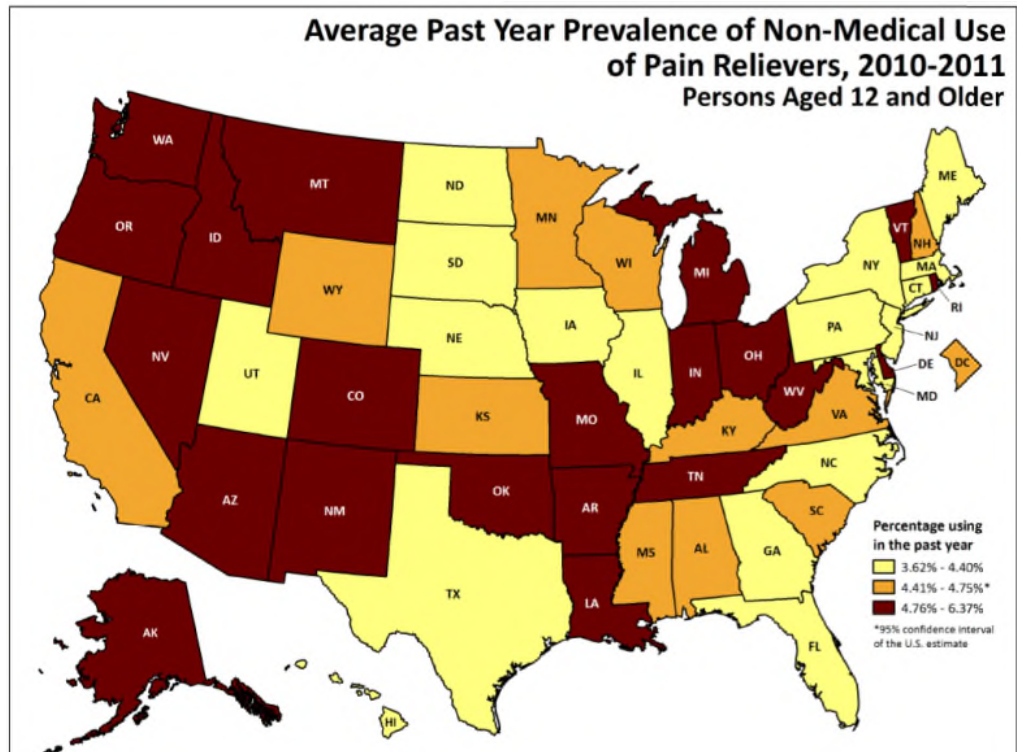 Average Past Year Prevalence of Non-Medical Use
of Pain Relievers, 2010-2011
Persons Aged 12 and Older
WA
MT
ND
MN
ME
OR
ID
SD
WI
MI
VT
NH
NY
MA
CT
RI
WY
IA
PA
NJ
NE
NV
UT
IL
IN
OH
DE
DC
MD
CO
WV
CA
KS
MO
KY
VA
NC
TN
AZ
NM
OK
AR
SC
MS
AL
GA
TX
LA
FL
AK
HI
Percentage using
in the past year
3.62% - 4.40%
4.41% - 4.75%*
4.76% - 6.37%
*95% confidence interval
of the U.S. estimate